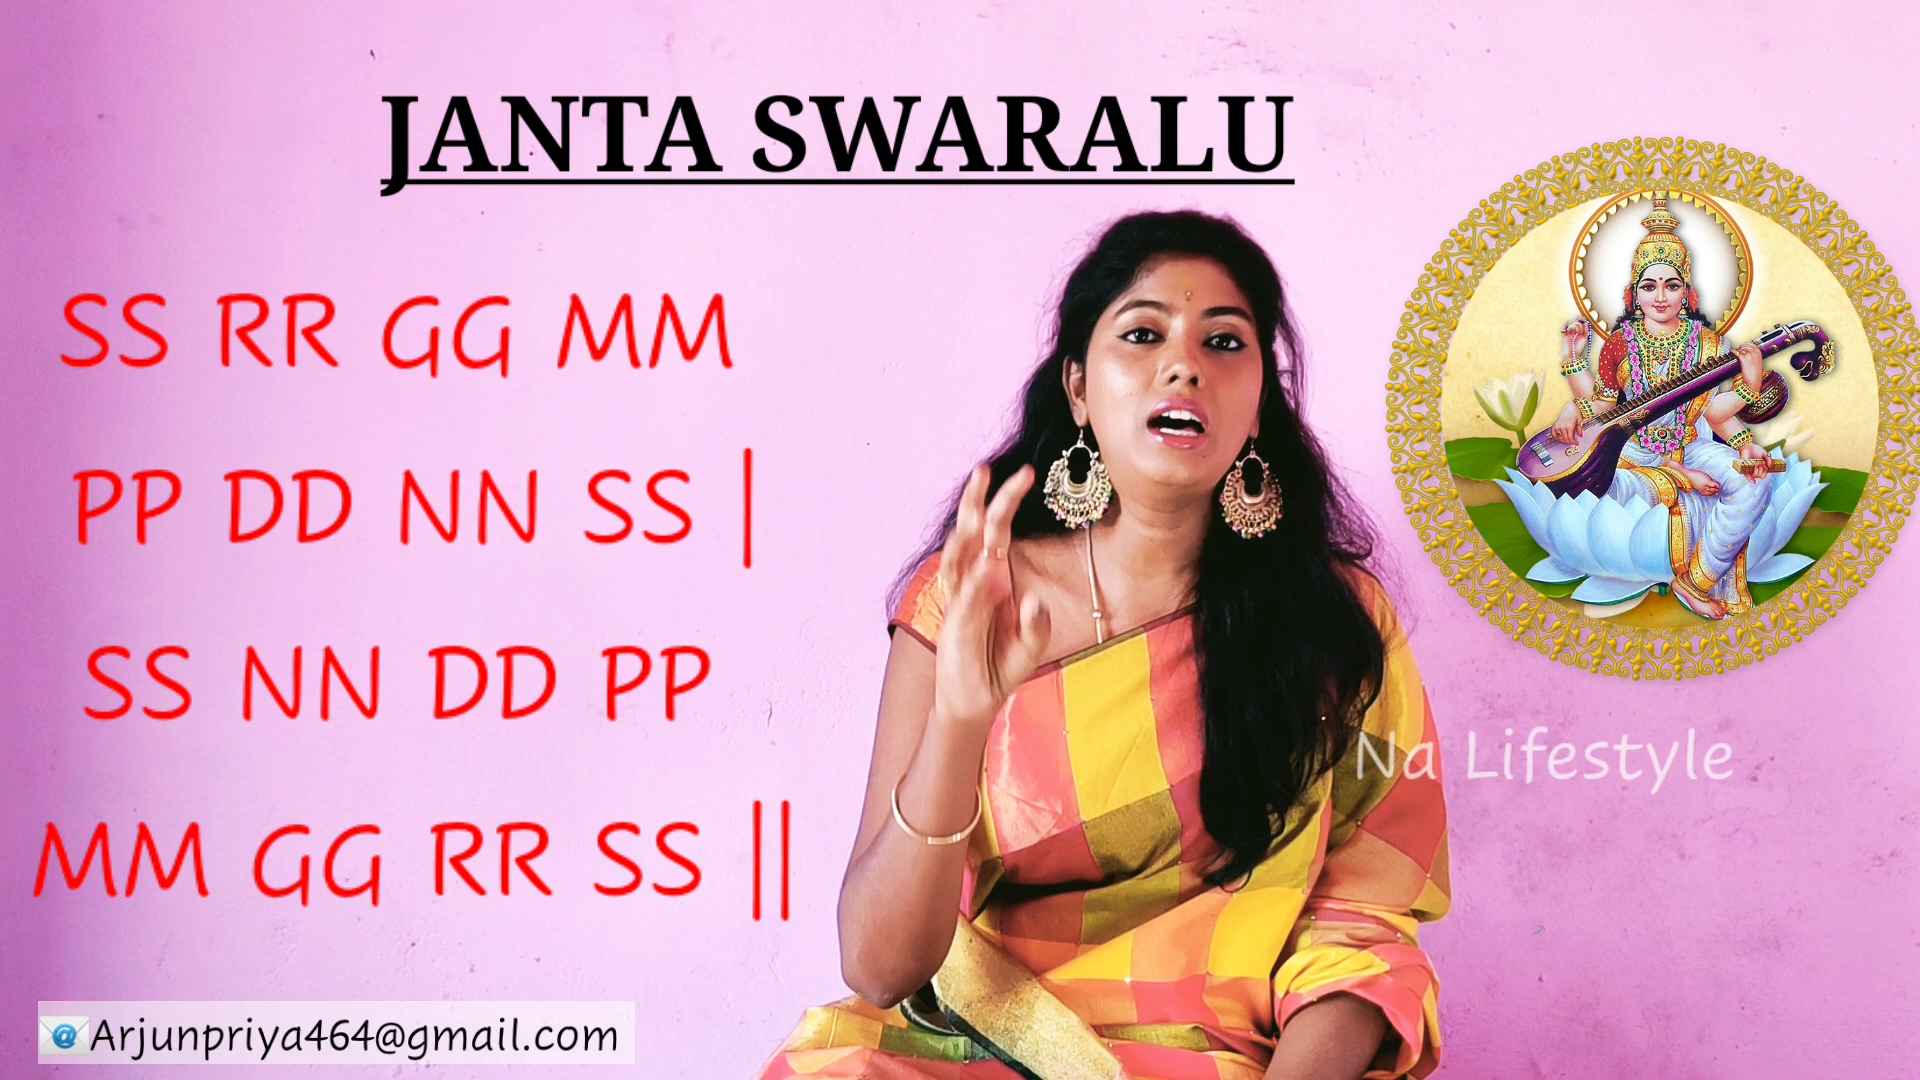 JANTA SWARALU
SS RR GG MM
PP DD NN SS |
SS NN DD PP
MM GG RR SS ||
Na Lifestyle
Arjunpriya464@gmail.com